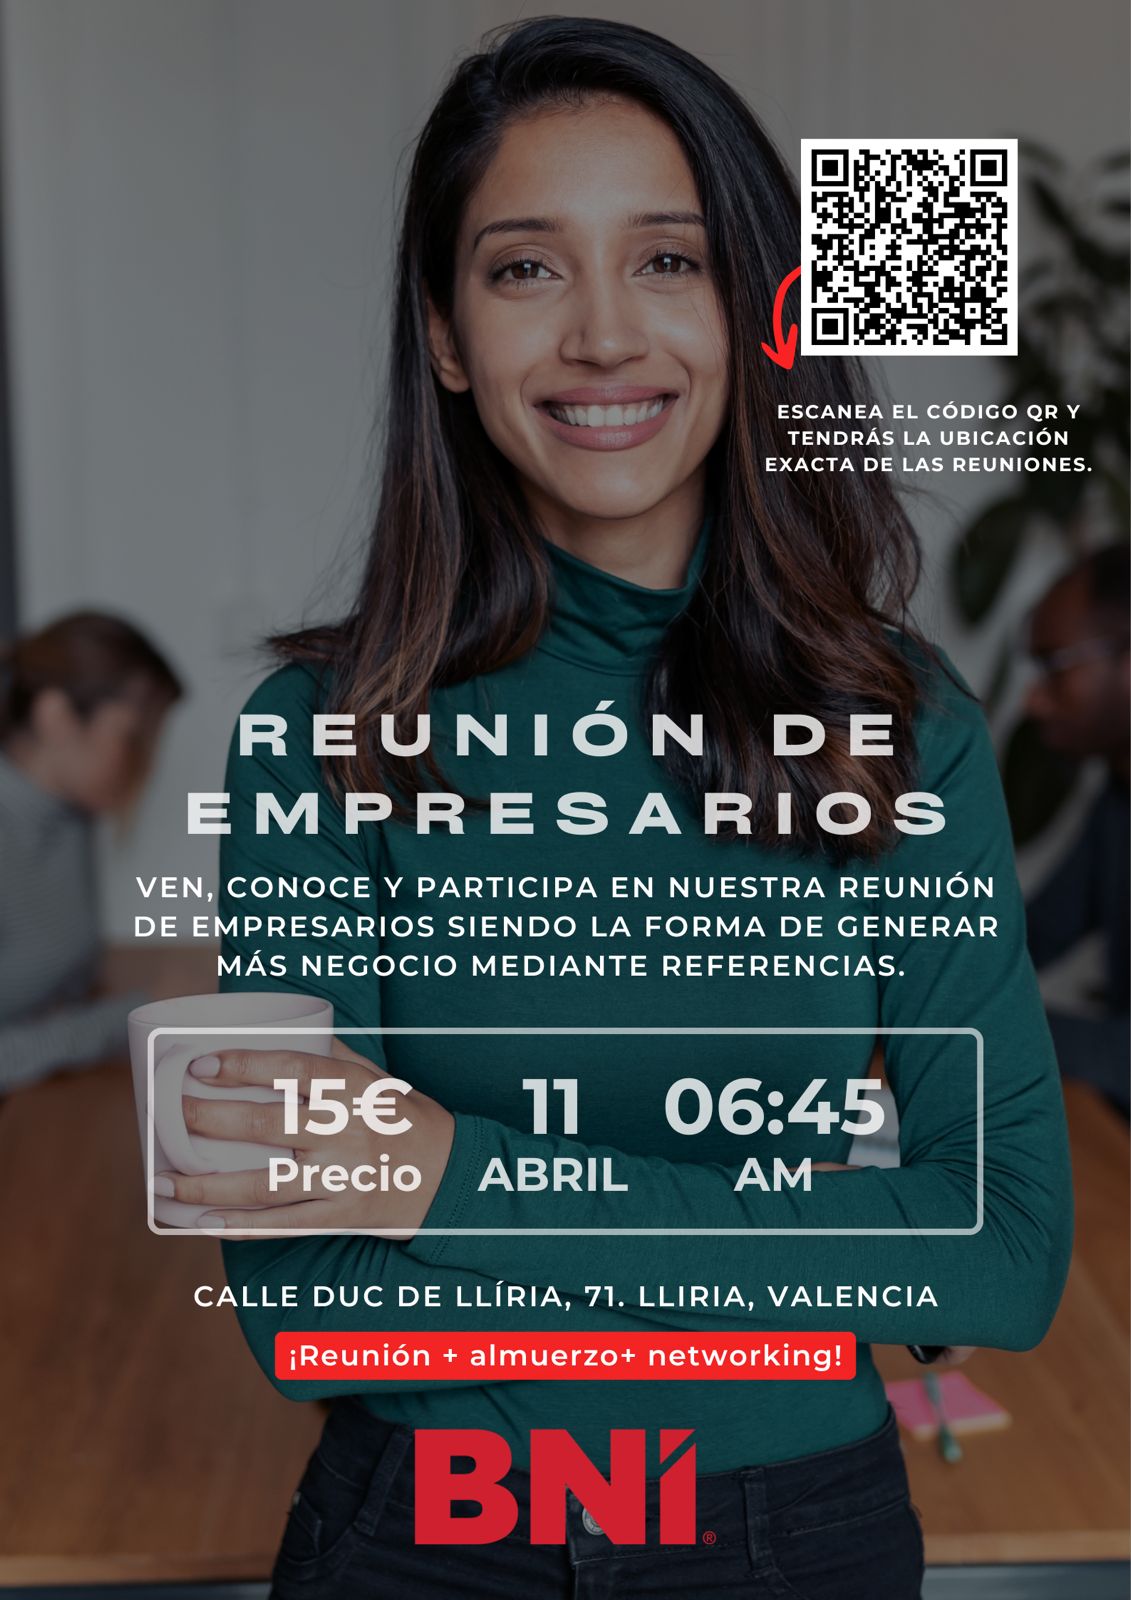 ESCANEA EL CÓDIGO QR Y
TENDRÁS LA UBICACIÓN
EXACTA DE LAS REUNIONES.
REUNIÓN DE
EMPRESARIOS
VEN, CONOCE Y PARTICIPA EN NUESTRA REUNIÓN
DE EMPRESARIOS SIENDO LA FORMA DE GENERAR
MÁS NEGOCIO MEDIANTE REFERENCIAS.
15€ 11 06:45
Precio ABRIL AM
CALLE DUC DE LLÍRIA, 71. LLIRIA, VALENCIA
¡Reunión + almuerzo+ networking!
BNI®